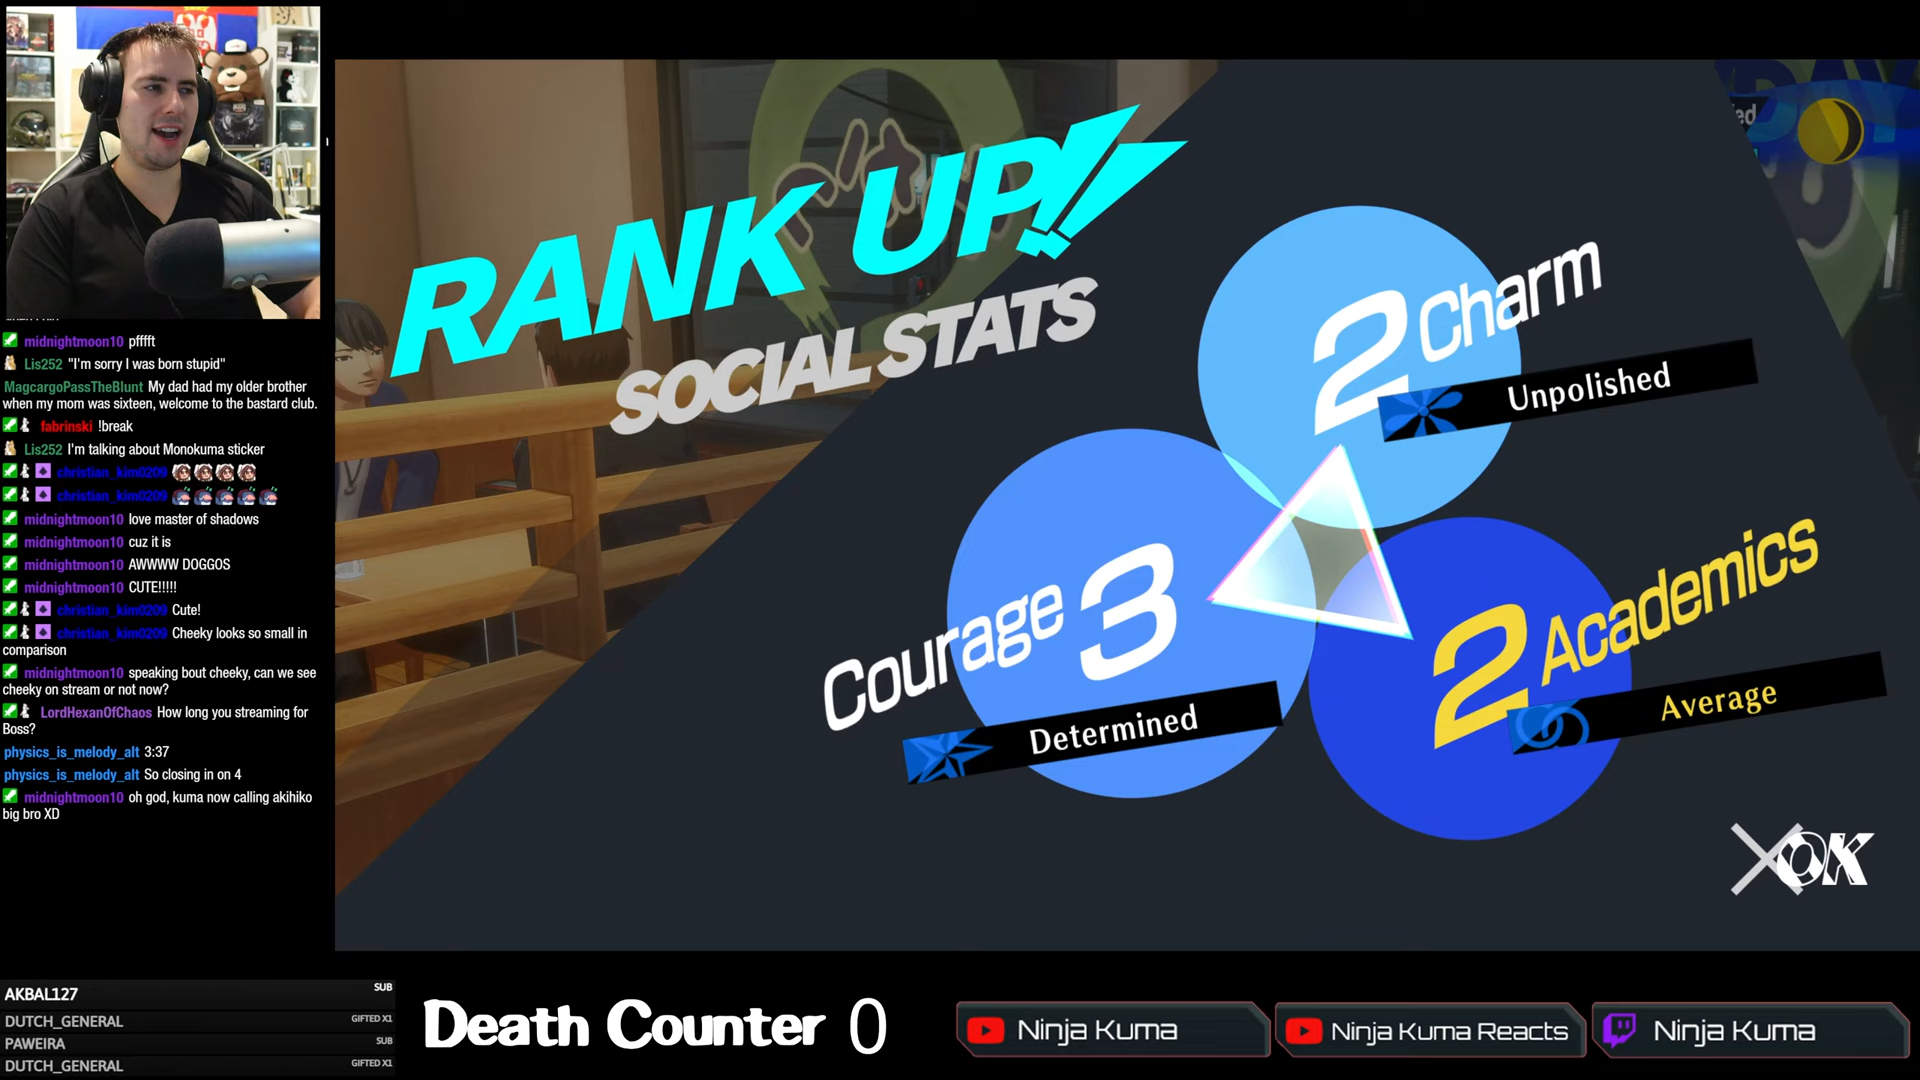 midnightmoon10 pfffft
Lis252 "I'm sorry I was born stupid"
MagcargoPassTheBlunt My dad had my older brother
when my mom was sixteen, welcome to the bastard club.
fabrinski !break
Lis252 I'm talking about Monokuma sticker
christian_kim0209
christian_kim0209
midnightmoon10 love master of shadows
midnightmoon10 cuz it is
midnightmoon10 AWWWW DOGGOS
midnightmoon10 CUTE!!!!!
christian_kim0209 Cute!
christian_kim0209 Cheeky looks so small in
comparison
midnightmoon10 speaking bout cheeky, can we see
cheeky on stream or not now?
LordHexanOfChaos How long you streaming for
Boss?
physics_is_melody_alt 3:37
physics_is_melody_alt So closing in on 4
midnightmoon10 oh god, kuma now calling akihiko
big bro XD
RANK UP!!
SOCIAL STATS
2 Charm
Unpolished
Courage 3
Determined
2 Academics
Average
OK
AKBAL127 SUB
DUTCH_GENERAL GIFTED X1
PAWEIRA SUB
DUTCH_GENERAL GIFTED X1
Death Counter 0
Ninja Kuma
Ninja Kuma Reacts
Ninja Kuma